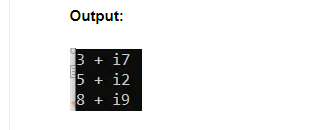 Output:
3 + i7
5 + i2
8 + i9